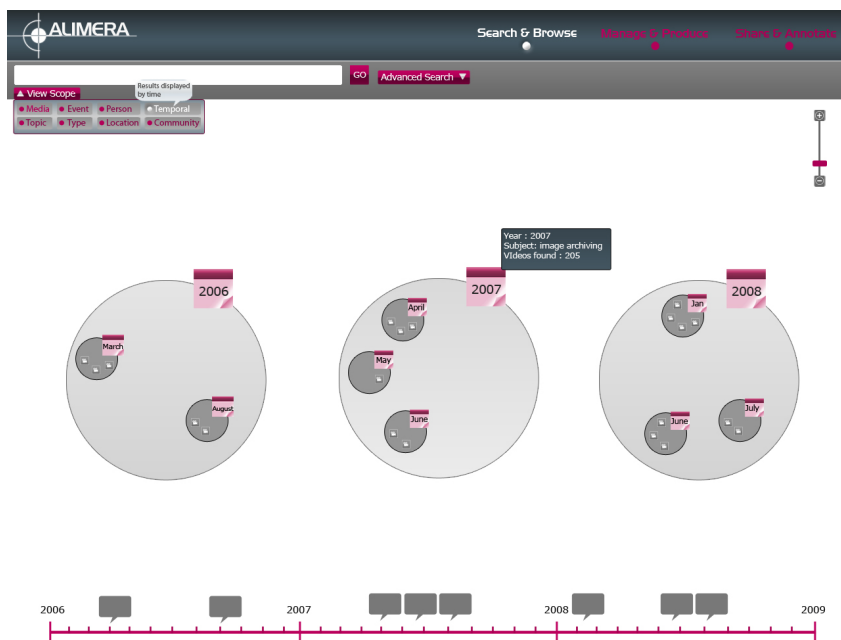 ALIMERA
Search & Browse
Manage & Produce
Share & Annotate
GO
Advanced Search
View Scope
Results displayed
by time
Media
Event
Person
Temporal
Topic
Type
Location
Community
Year : 2007
Subject: image archiving
VIdeos found : 205
2006
March
August
2007
April
May
June
2008
Jan
June
July
2006
2007
2008
2009